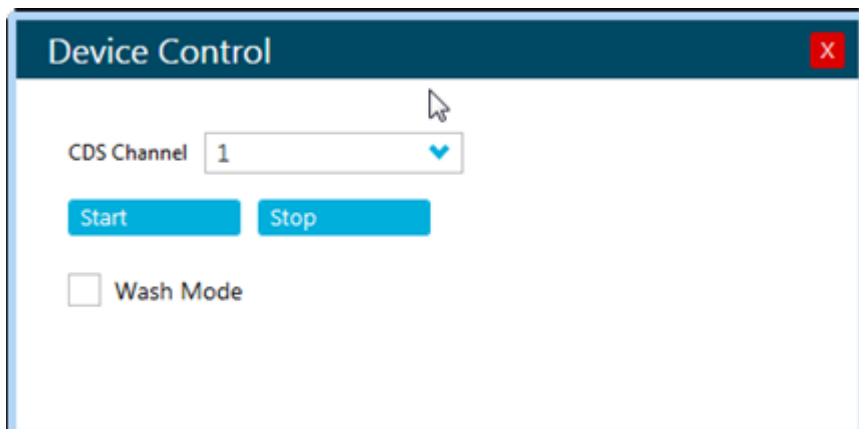 Device Control X
CDS Channel 1
Start Stop
Wash Mode